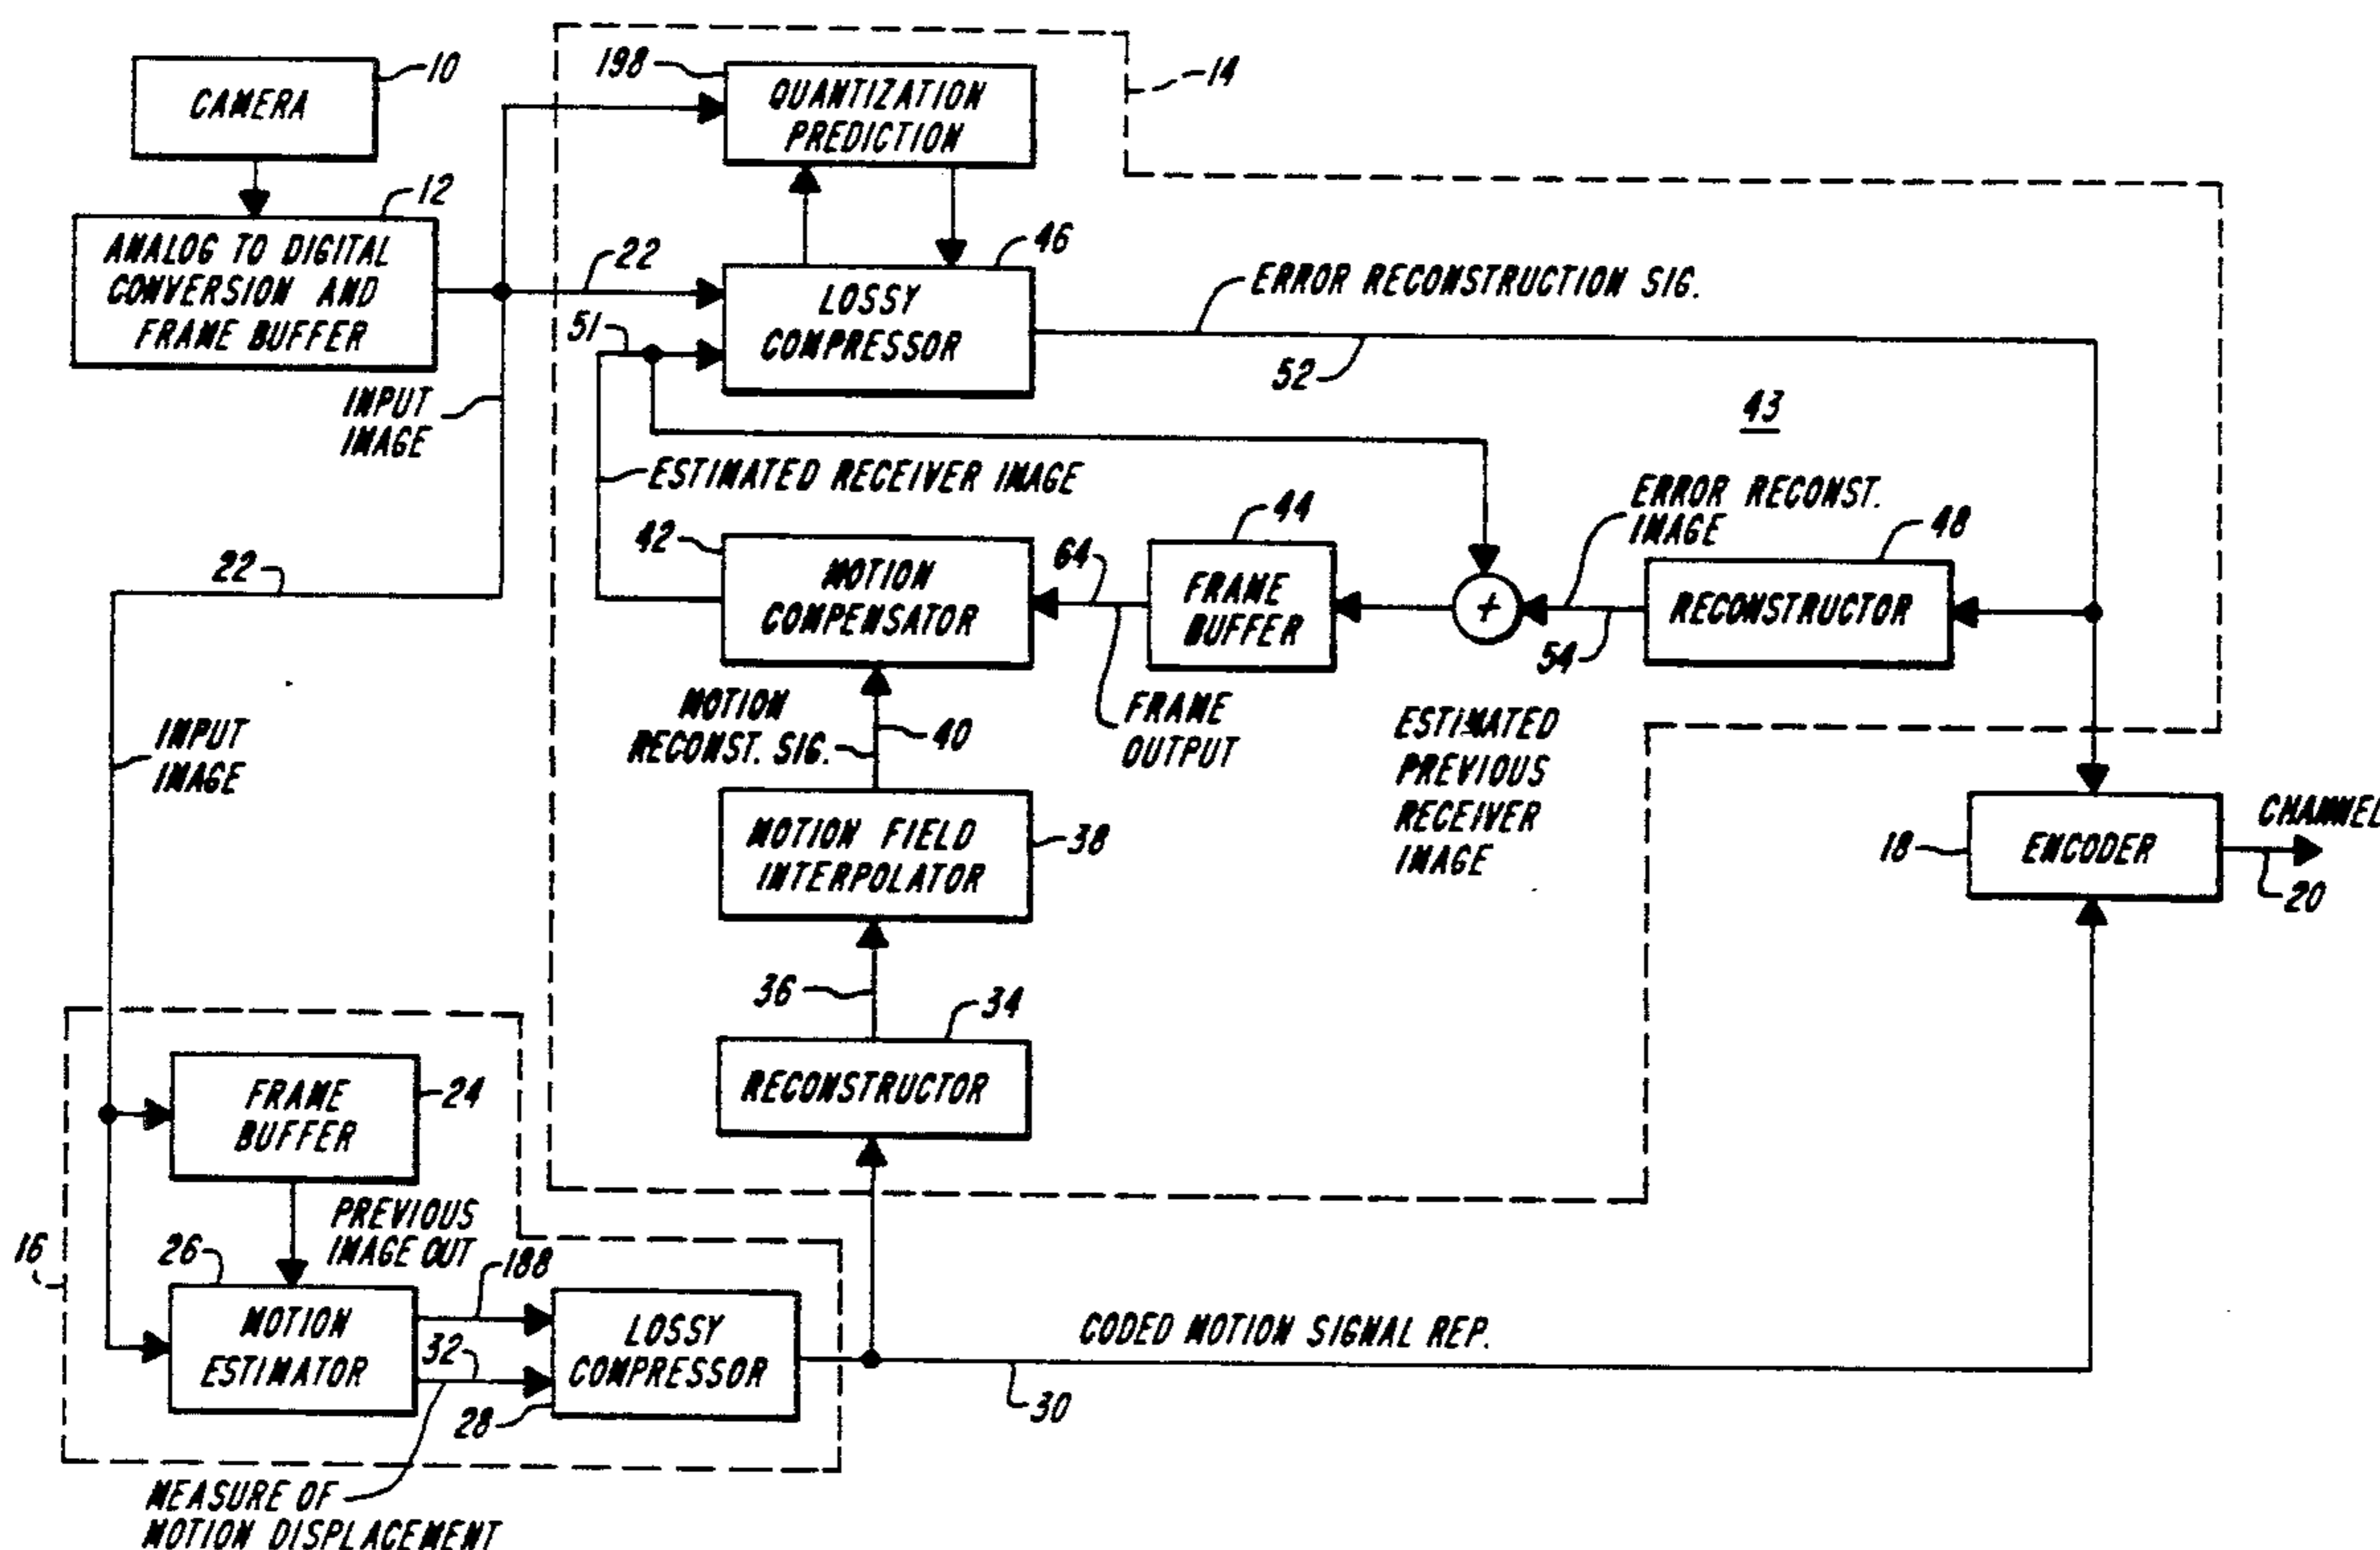 10
CAMERA
12
ANALOG TO DIGITAL
CONVERSION AND
FRAME BUFFER
INPUT
IMAGE
198
QUANTIZATION
PREDICTION
14
22
46
LOSSY
COMPRESSOR
51
ERROR RECONSTRUCTION SIG.
52
43
ESTIMATED RECEIVER IMAGE
42
MOTION
COMPENSATOR
64
44
FRAME
BUFFER
+
ERROR RECONST.
IMAGE
54
48
RECONSTRUCTOR
22
INPUT
IMAGE
MOTION
RECONST. SIG.
40
FRAME
OUTPUT
ESTIMATED
PREVIOUS
RECEIVER
IMAGE
MOTION FIELD
INTERPOLATOR
38
18
ENCODER
CHANNEL
20
36
34
RECONSTRUCTOR
FRAME
BUFFER
24
PREVIOUS
IMAGE OUT
16
26
MOTION
ESTIMATOR
188
32
LOSSY
COMPRESSOR
28
CODED MOTION SIGNAL REP.
30
MEASURE OF
MOTION DISPLACEMENT